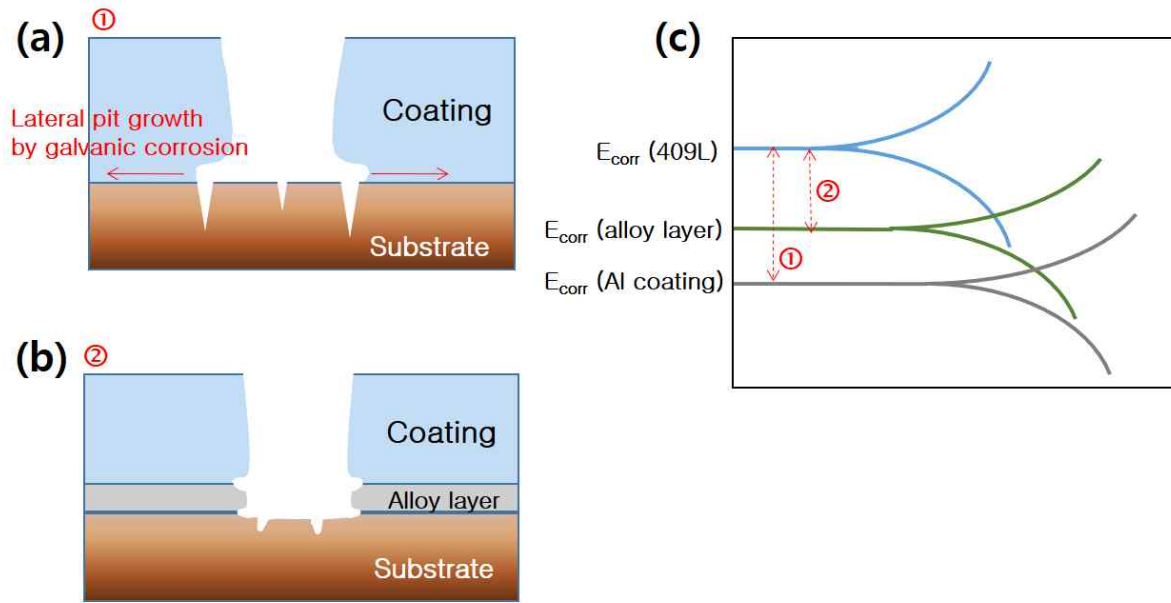 (a)
①
Coating
Lateral pit growth
by galvanic corrosion
Substrate
(b)
②
Coating
Alloy layer
Substrate
(c)
Ecorr (409L)
②
Ecorr (alloy layer)
①
Ecorr (Al coating)